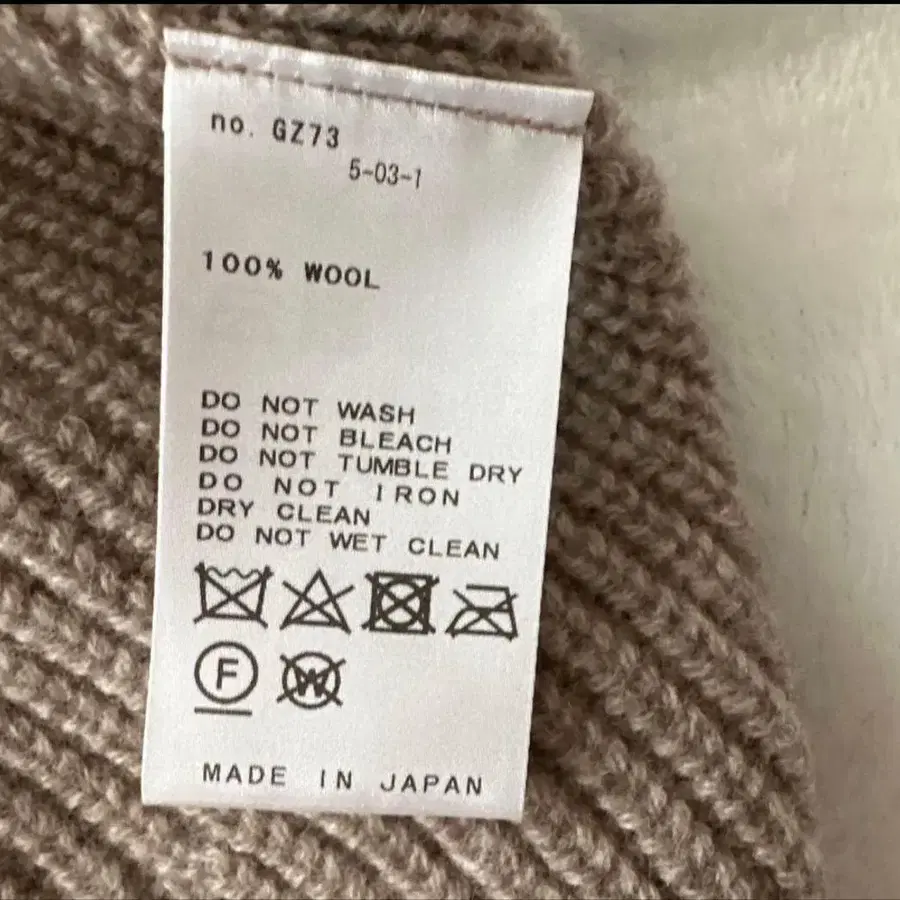 no. GZ73
5-03-1
100% WOOL
DO NOT WASH
DO NOT BLEACH
DO NOT TUMBLE DRY
DO NOT IRON
DRY CLEAN
DO NOT WET CLEAN
F
W
MADE IN JAPAN